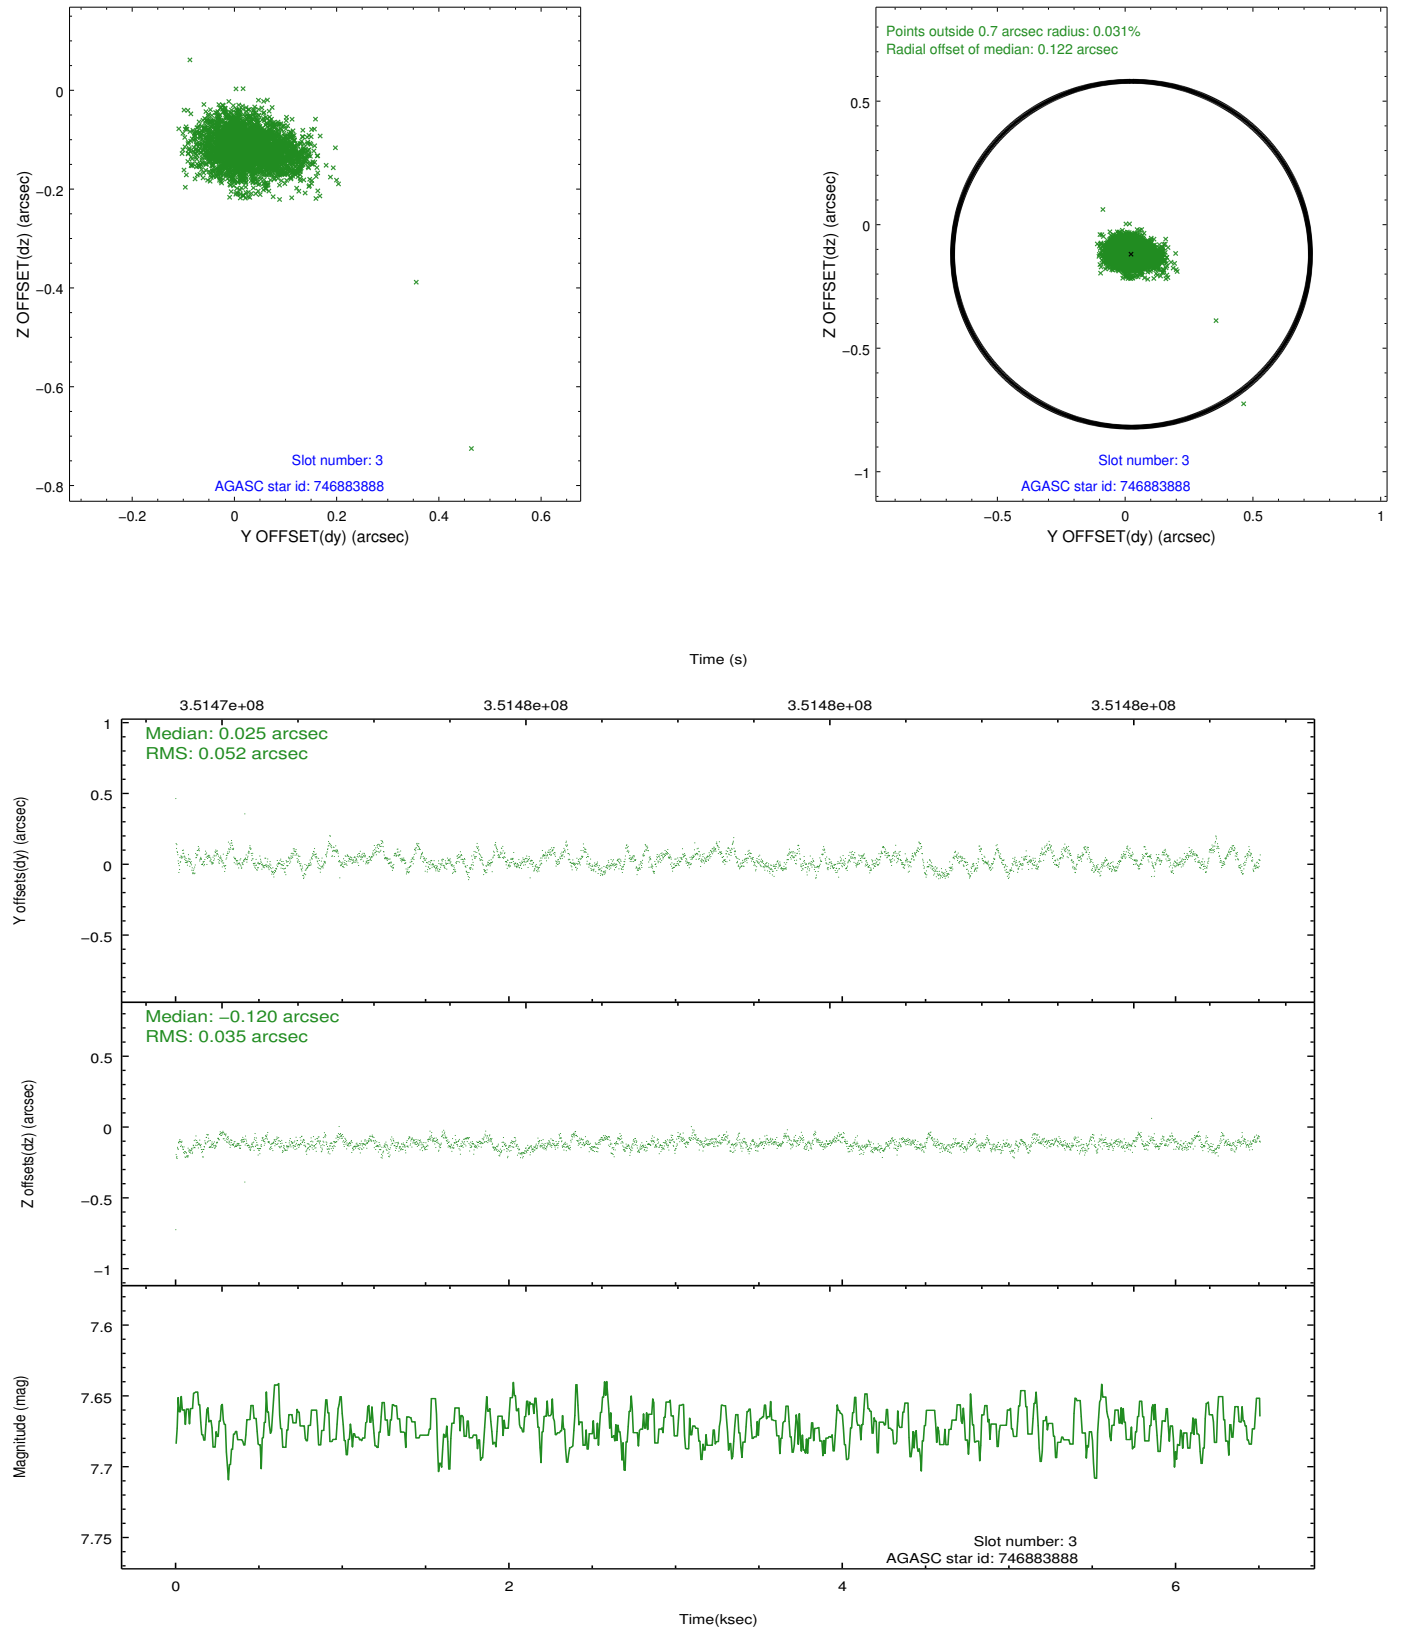 0
−0.2
−0.4
−0.6
−0.8
Z OFFSET(dz) (arcsec)
Slot number: 3
AGASC star id: 746883888
−0.2 0 0.2 0.4 0.6
Y OFFSET(dy) (arcsec)
Points outside 0.7 arcsec radius: 0.031%
Radial offset of median: 0.122 arcsec
0.5
0
−0.5
−1
Z OFFSET(dz) (arcsec)
Slot number: 3
AGASC star id: 746883888
−0.5 0 0.5 1
Y OFFSET(dy) (arcsec)
Time (s)
3.5147e+08 3.5148e+08 3.5148e+08 3.5148e+08
Median: 0.025 arcsec
RMS: 0.052 arcsec
1
0.5
0
−0.5
Y offsets(dy) (arcsec)
Median: −0.120 arcsec
RMS: 0.035 arcsec
0.5
0
−0.5
−1
Z offsets(dz) (arcsec)
7.6
7.65
7.7
7.75
Magnitude (mag)
Slot number: 3
AGASC star id: 746883888
0 2 4 6
Time(ksec)